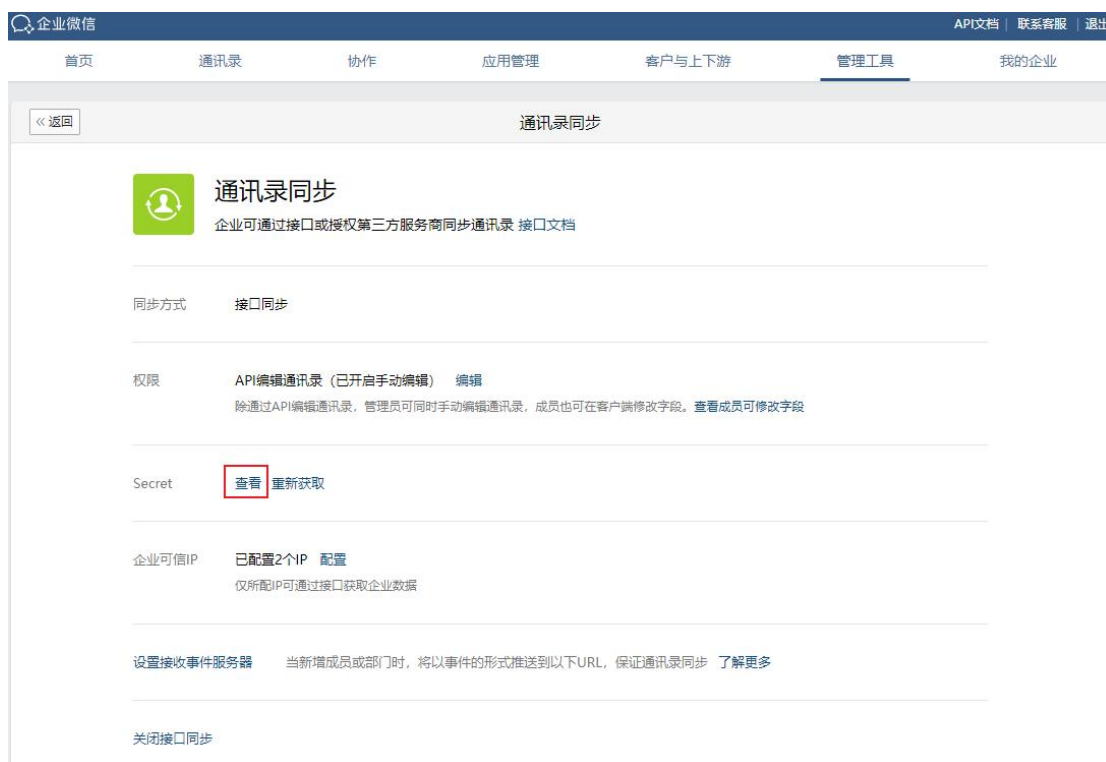 企业微信
API文档 | 联系客服 | 退出
首页 通讯录 协作 应用管理 客户与上下游 管理工具 我的企业
«返回 通讯录同步
通讯录同步
企业可通过接口或授权第三方服务商同步通讯录 接口文档
同步方式 接口同步
权限 API编辑通讯录（已开启手动编辑） 编辑
除通过API编辑通讯录，管理员可同时手动编辑通讯录，成员也可在客户端修改字段。查看成员可修改字段
Secret 查看 重新获取
企业可信IP 已配置2个IP 配置
仅所配IP可通过接口获取企业数据
设置接收事件服务器 当新增成员或部门时，将以事件的形式推送到以下URL，保证通讯录同步 了解更多
关闭接口同步